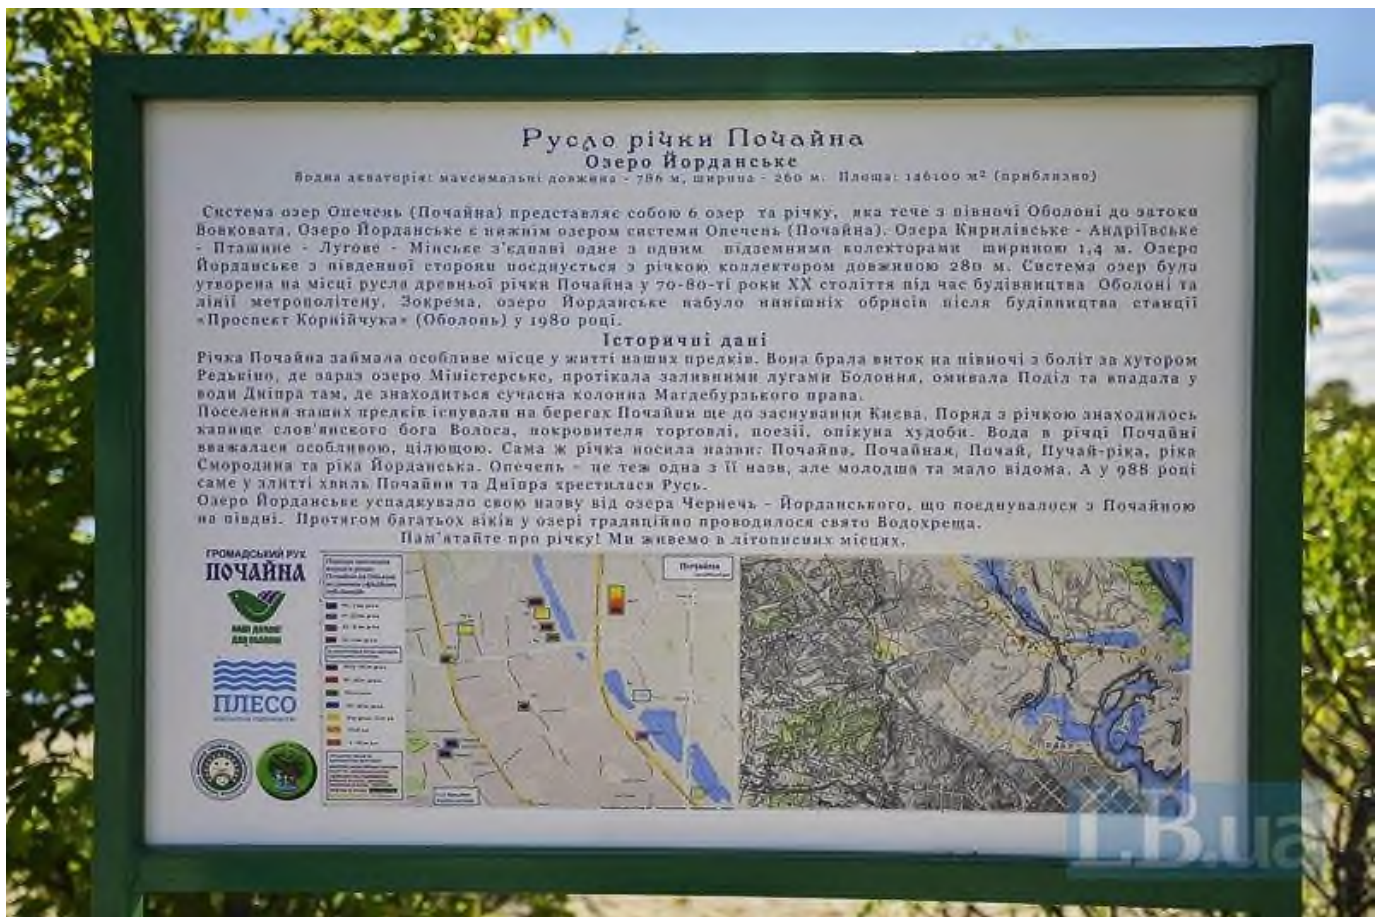 Русло річки Почайна
Озеро Йорданське
Водна акваторія: максимальні довжина - 786 м, ширина - 260 м. Площа: 146100 м² (приблизно)
Система озер Опечень (Почайна) представляє собою 6 озер та річку, яка тече з півночі Оболоні до затоки
Вовковата. Озеро Йорданське є нижнім озером системи Опечень (Почайна). Озера Кирилівське - Андріївське
- Пташине - Лугове - Мінське з'єднані одне з одним підземними колекторами шириною 1,4 м. Озеро
Йорданське з південної сторони поєднується з річкою коллектором довжиною 280 м. Система озер була
утворена на місці русла древньої річки Почайна у 70-80-ті роки XX століття під час будівництва Оболоні та
лінії метрополітену. Зокрема, озеро Йорданське набуло нинішніх обрисів після будівництва станції
«Проспект Корнійчука» (Оболонь) у 1980 році.
Історичні дані
Річка Почайна займала особливе місце у житті наших предків. Вона брала виток на півночі з боліт за хутором
Редькіно, де зараз озеро Міністерське, протікала заливними лугами Болоння, омивала Поділ та впадала у
води Дніпра там, де знаходиться сучасна колонна Магдебурзького права.
Поселення наших предків існували на берегах Почайни ще до заснування Києва. Поряд з річкою знаходилось
капище слов'янского бога Волоса, покровителя торговлі, поезії, опікуна худоби. Вода в річці Почайні
вважалася особливою, цілющою. Сама ж річка носила назви: Почайна, Почайная, Почай, Пучай-ріка, ріка
Смородина та ріка Йорданська. Опечень - це теж одна з її назв, але молодша та мало відома. А у 988 році
саме у злитті хвиль Почайни та Дніпра хрестилася Русь.
Озеро Йорданське успадкувало свою назву від озера Чернечь - Йорданського, що поєднувалося з Почайною
на півдні. Протягом багатьох віків у озері традиційно проводилося свято Водохреща.
Пам'ятайте про річку! Ми живемо в літописних місцях.
ГРОМАДСЬКИЙ РУХ
ПОЧАЙНА
ПЛЕСО
Почайна
LB.ua